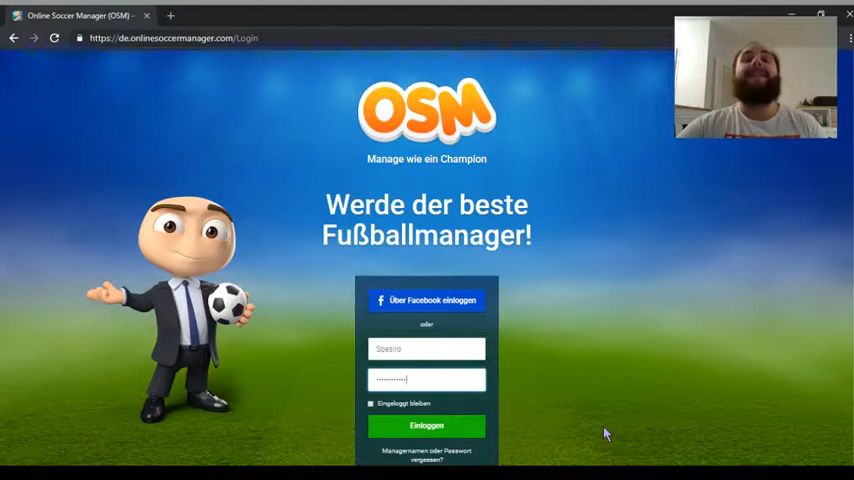 Online Soccer Manager (OSM) –
https://de.onlinesoccermanager.com/Login
OSM
Manage wie ein Champion
Werde der beste
Fußballmanager!
f Über Facebook einloggen
oder
Spesiro
Eingeloggt bleiben
Einloggen
Managernamen oder Passwort
vergessen?